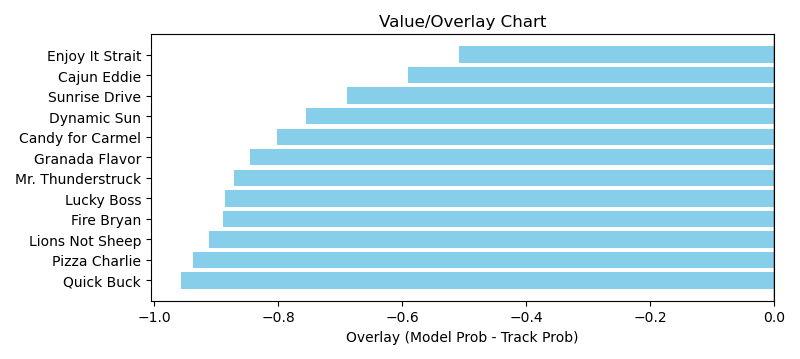 Value/Overlay Chart
Enjoy It Strait
Cajun Eddie
Sunrise Drive
Dynamic Sun
Candy for Carmel
Granada Flavor
Mr. Thunderstruck
Lucky Boss
Fire Bryan
Lions Not Sheep
Pizza Charlie
Quick Buck
−1.0 −0.8 −0.6 −0.4 −0.2 0.0
Overlay (Model Prob - Track Prob)